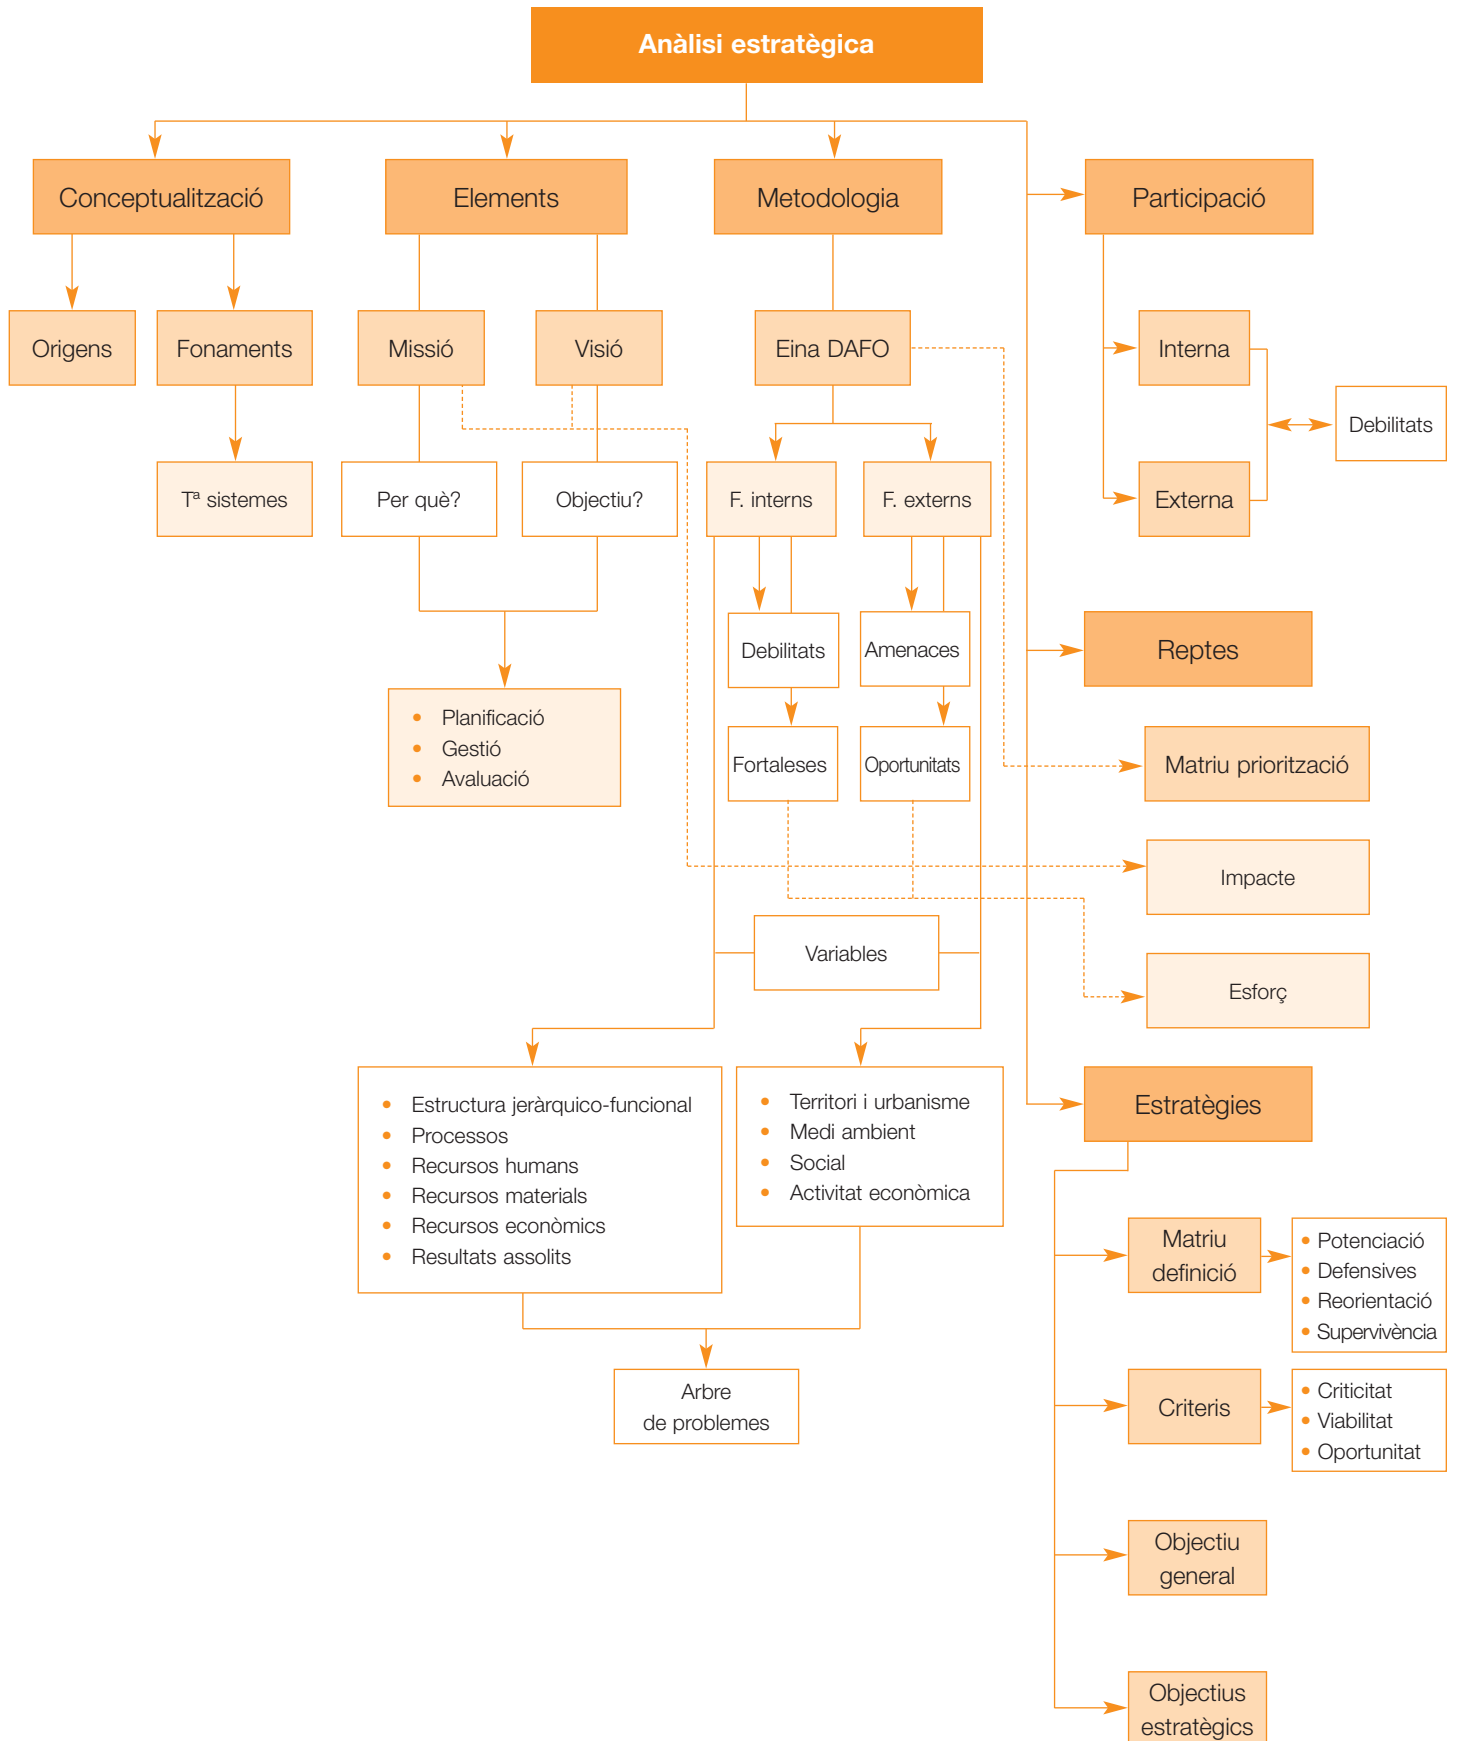 Anàlisi estratègica
Conceptualització
Elements
Metodologia
Participació
Origens
Fonaments
Missió
Visió
Eina DAFO
Interna
Debilitats
Tª sistemes
Per què?
Objectiu?
F. interns
F. externs
Externa
Debilitats
Amenaces
Reptes
• Planificació
• Gestió
• Avaluació
Fortaleses
Oportunitats
Matriu priorització
Impacte
Variables
Esforç
• Estructura jeràrquico-funcional
• Processos
• Recursos humans
• Recursos materials
• Recursos econòmics
• Resultats assolits
• Territori i urbanisme
• Medi ambient
• Social
• Activitat econòmica
Estratègies
Matriu
definició
• Potenciació
• Defensives
• Reorientació
• Supervivència
Arbre
de problemes
Criteris
• Criticitat
• Viabilitat
• Oportunitat
Objectiu
general
Objectius
estratègics